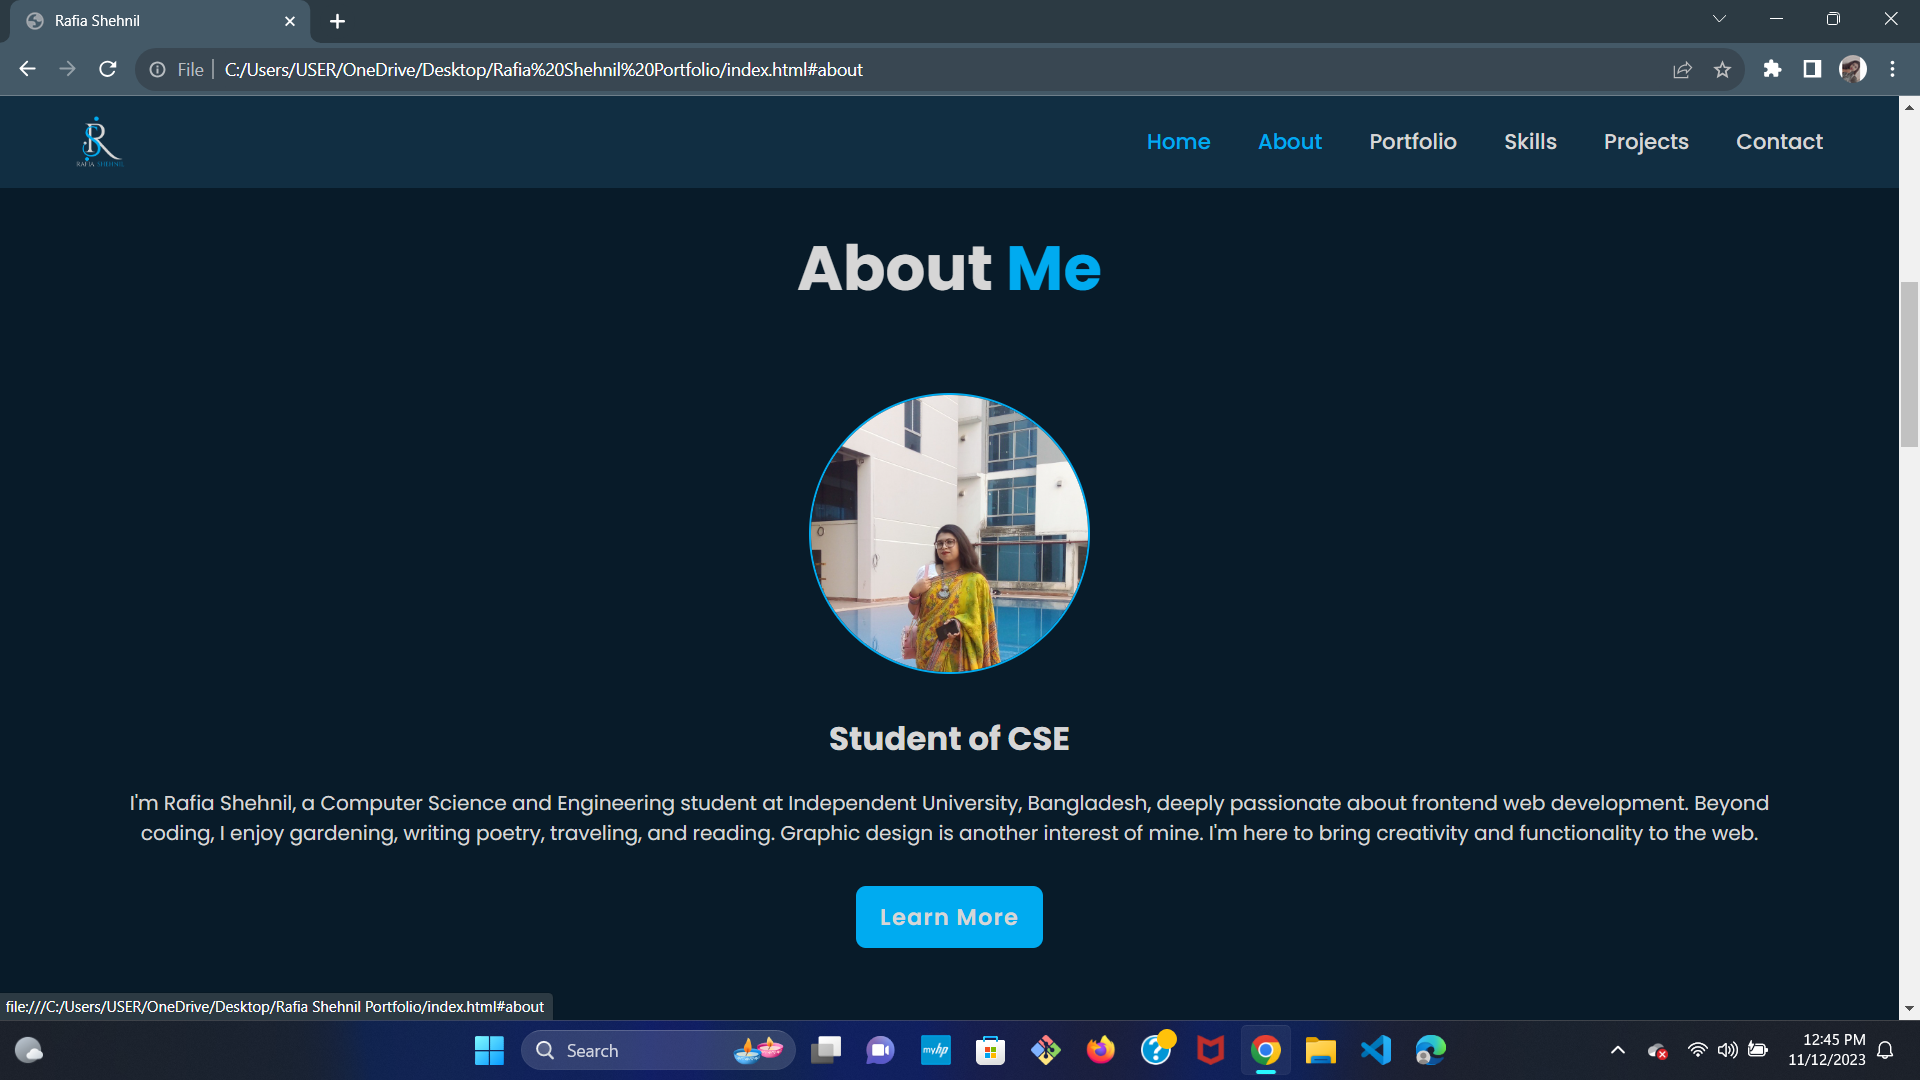 Rafia Shehnil
File
C:/Users/USER/OneDrive/Desktop/Rafia%20Shehnil%20Portfolio/index.html#about
SR
RAFIA SHEHNIL
Home About Portfolio Skills Projects Contact
About Me
Student of CSE
I'm Rafia Shehnil, a Computer Science and Engineering student at Independent University, Bangladesh, deeply passionate about frontend web development. Beyond
coding, I enjoy gardening, writing poetry, traveling, and reading. Graphic design is another interest of mine. I'm here to bring creativity and functionality to the web.
Learn More
file:///C:/Users/USER/OneDrive/Desktop/Rafia Shehnil Portfolio/index.html#about
Search
myhp
12:45 PM
11/12/2023